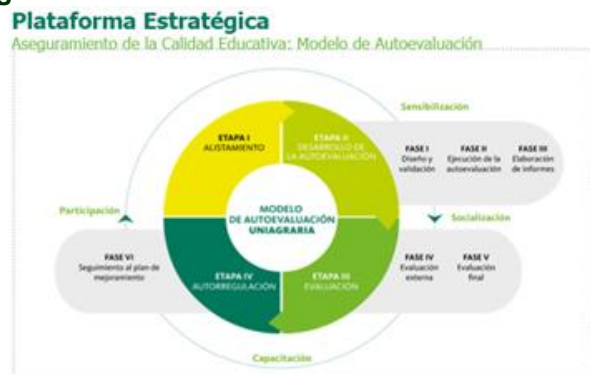 Plataforma Estratégica
Aseguramiento de la Calidad Educativa: Modelo de Autoevaluación
Sensibilización
ETAPA I
ALISTAMIENTO
ETAPA II
DESARROLLO DE
LA AUTOEVALUACIÓN
FASE I
Diseño y
validación
FASE II
Ejecución de la
autoevaluación
FASE III
Elaboración
de informes
MODELO
DE AUTOEVALUACIÓN
UNIAGRARIA
Participación
Socialización
FASE VI
Seguimiento al plan de
mejoramiento
ETAPA IV
AUTORREGULACIÓN
ETAPA III
EVALUACIÓN
FASE IV
Evaluación
externa
FASE V
Evaluación
final
Capacitación